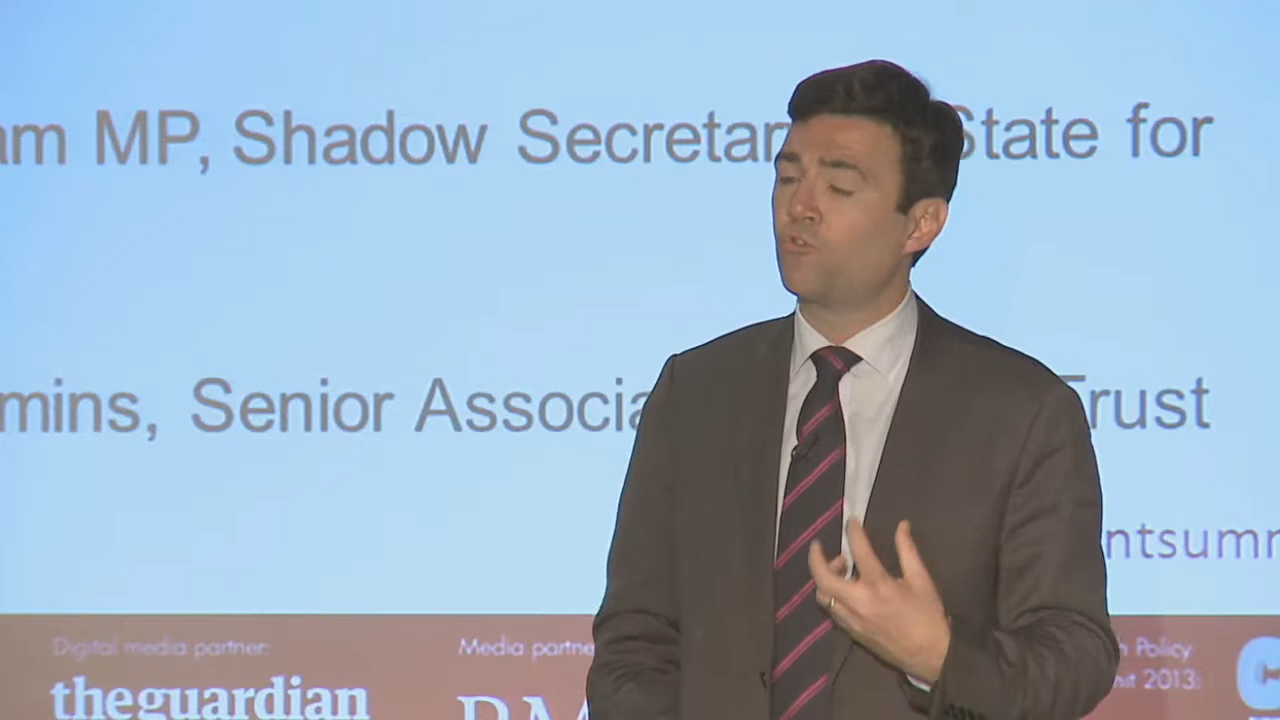 am MP, Shadow Secretar State for
mins, Senior Associa Trust
ntsumm
Digital media partner:
Media partne
Policy
2013:
theguardian